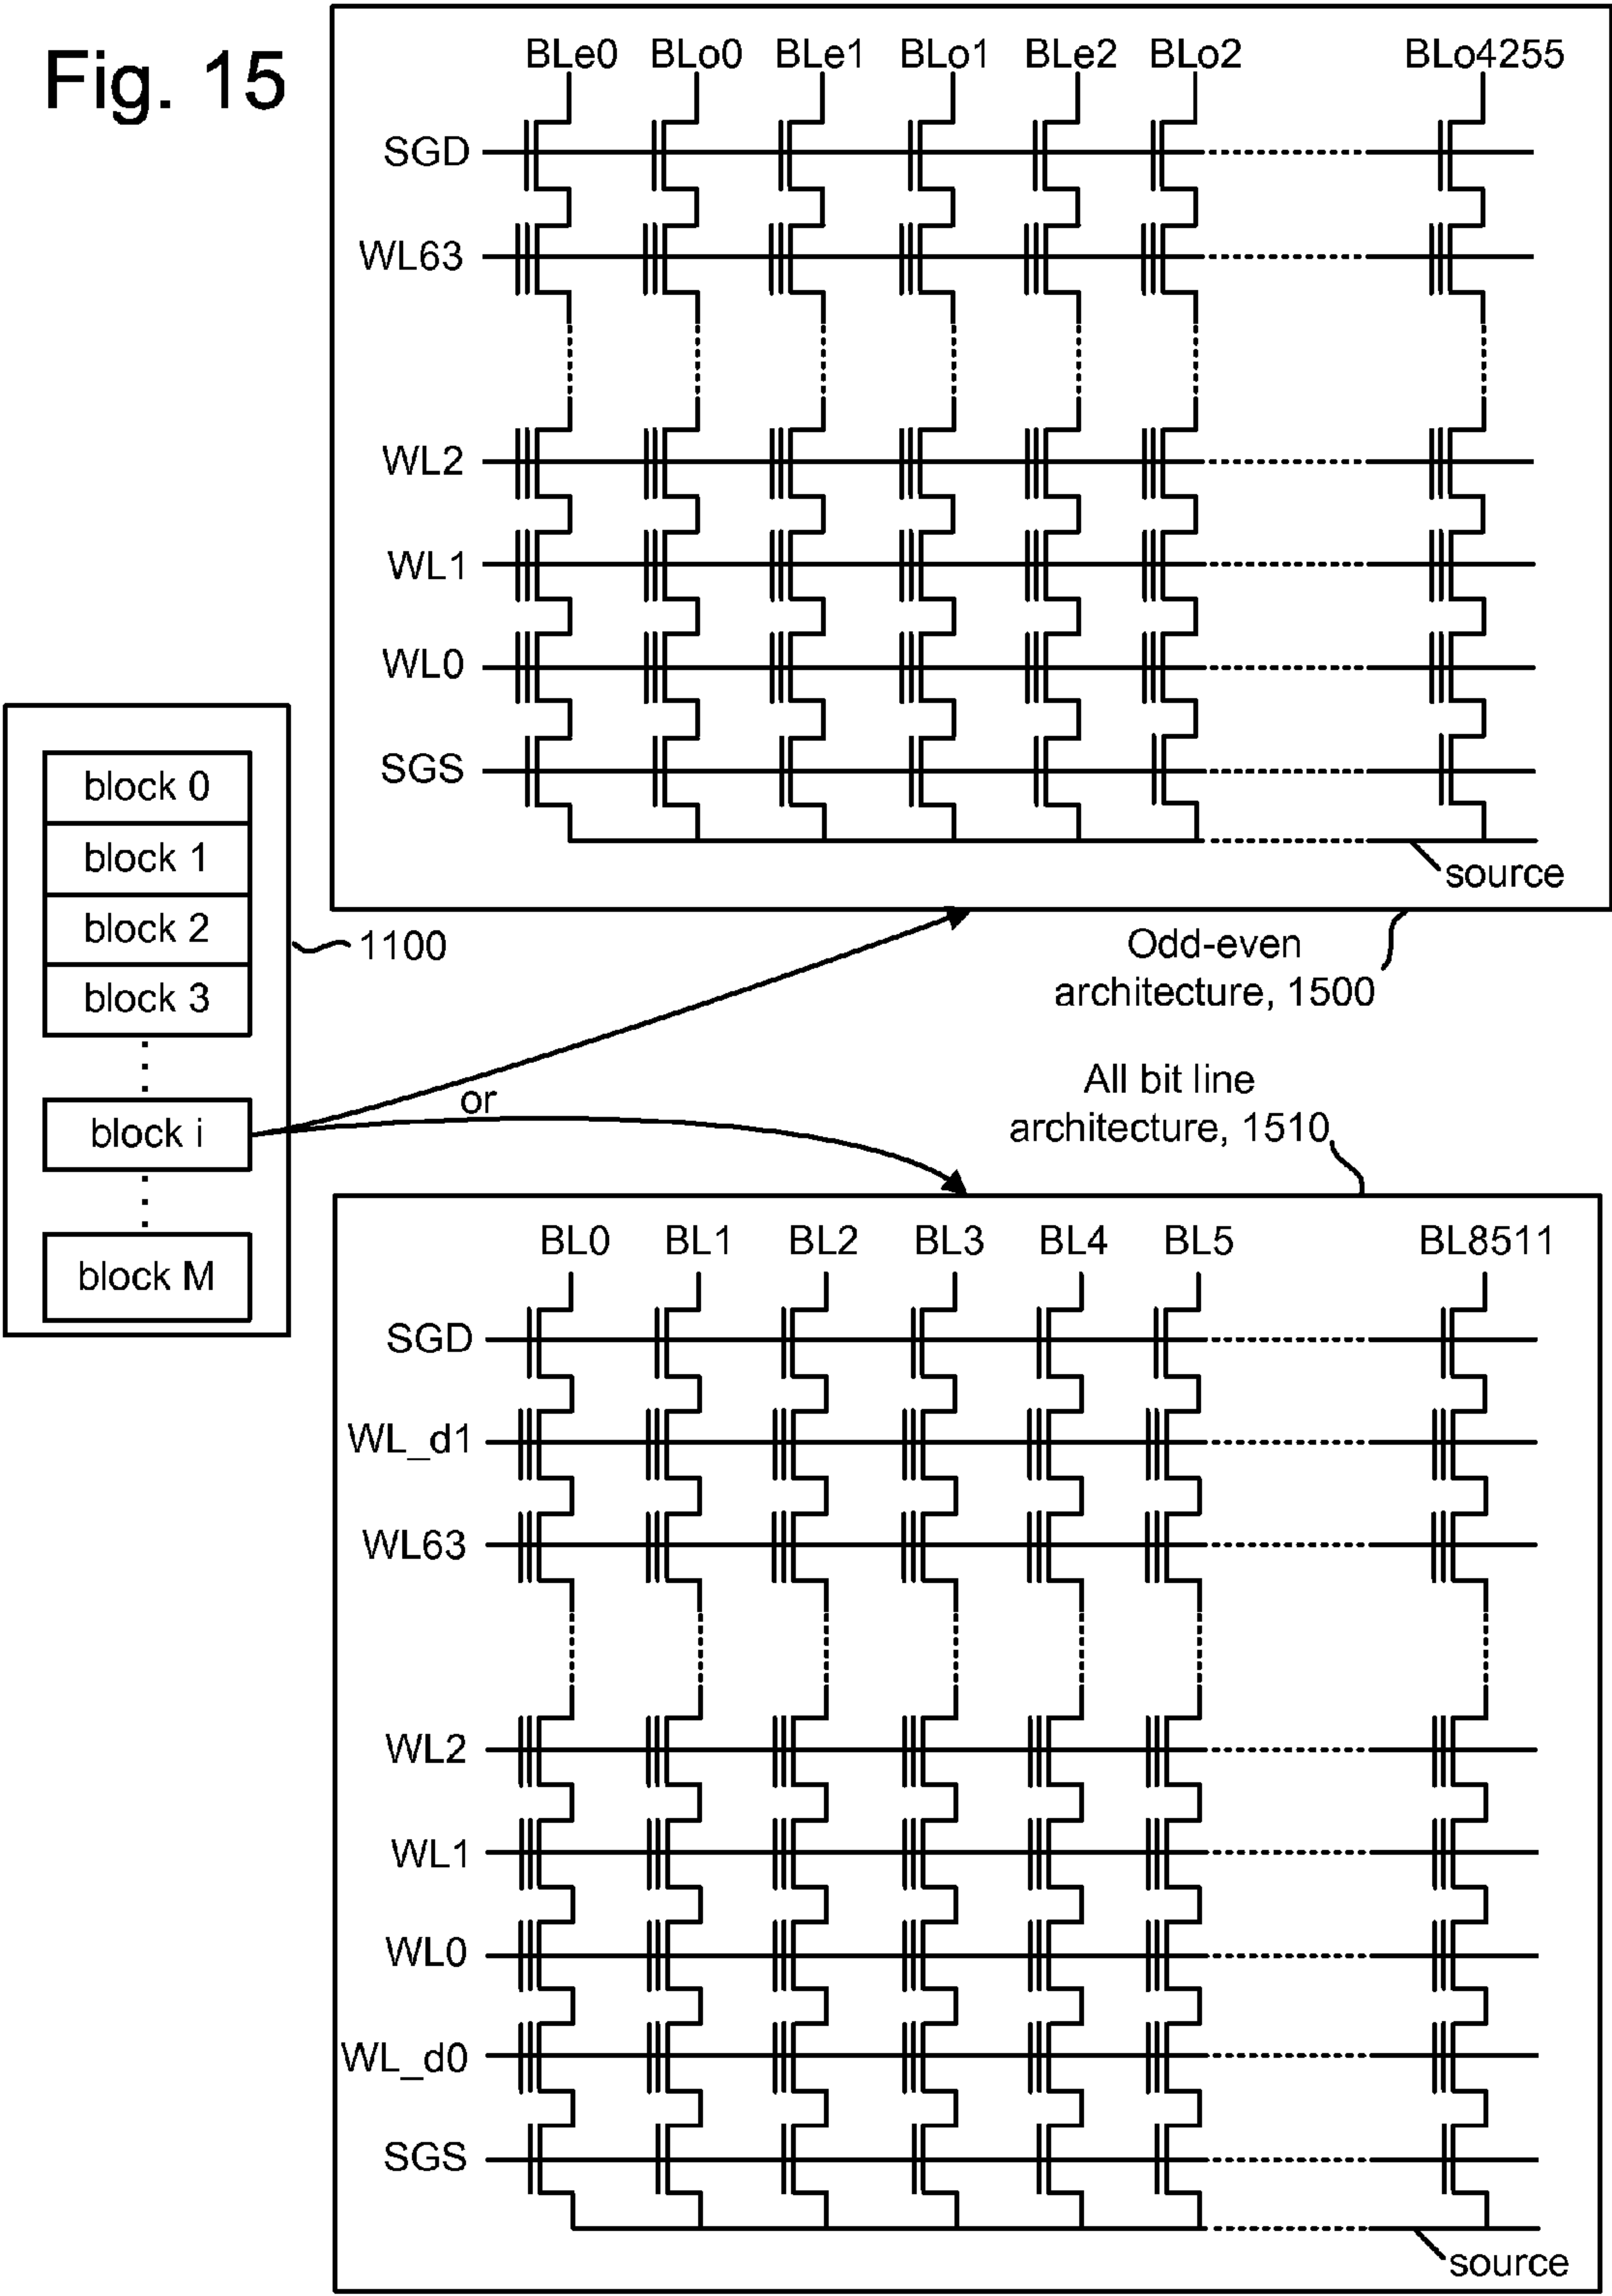 Fig. 15
BLe0 BLo0 BLe1 BLo1 BLe2 BLo2 BLo4255
SGD
WL63
WL2
WL1
WL0
SGS
source
block 0
block 1
block 2
block 3
block i
block M
1100
or
Odd-even
architecture, 1500
All bit line
architecture, 1510
BL0 BL1 BL2 BL3 BL4 BL5 BL8511
SGD
WL_d1
WL63
WL2
WL1
WL0
WL_d0
SGS
source